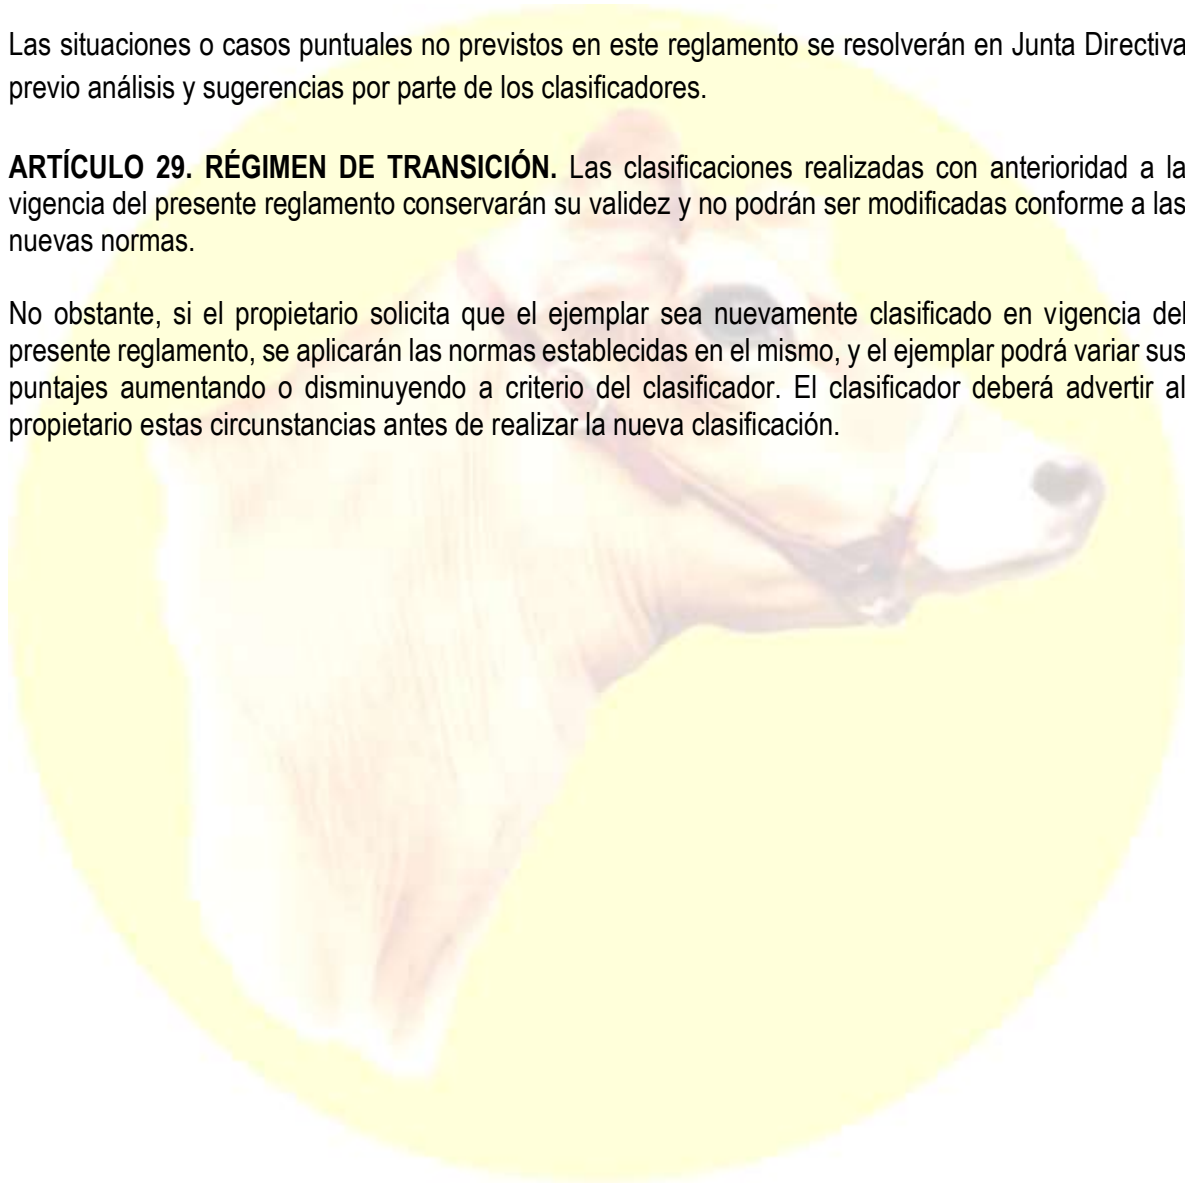 Las situaciones o casos puntuales no previstos en este reglamento se resolverán en Junta Directiva
previo análisis y sugerencias por parte de los clasificadores.
ARTÍCULO 29. RÉGIMEN DE TRANSICIÓN. Las clasificaciones realizadas con anterioridad a la
vigencia del presente reglamento conservarán su validez y no podrán ser modificadas conforme a las
nuevas normas.
No obstante, si el propietario solicita que el ejemplar sea nuevamente clasificado en vigencia del
presente reglamento, se aplicarán las normas establecidas en el mismo, y el ejemplar podrá variar sus
puntajes aumentando o disminuyendo a criterio del clasificador. El clasificador deberá advertir al
propietario estas circunstancias antes de realizar la nueva clasificación.